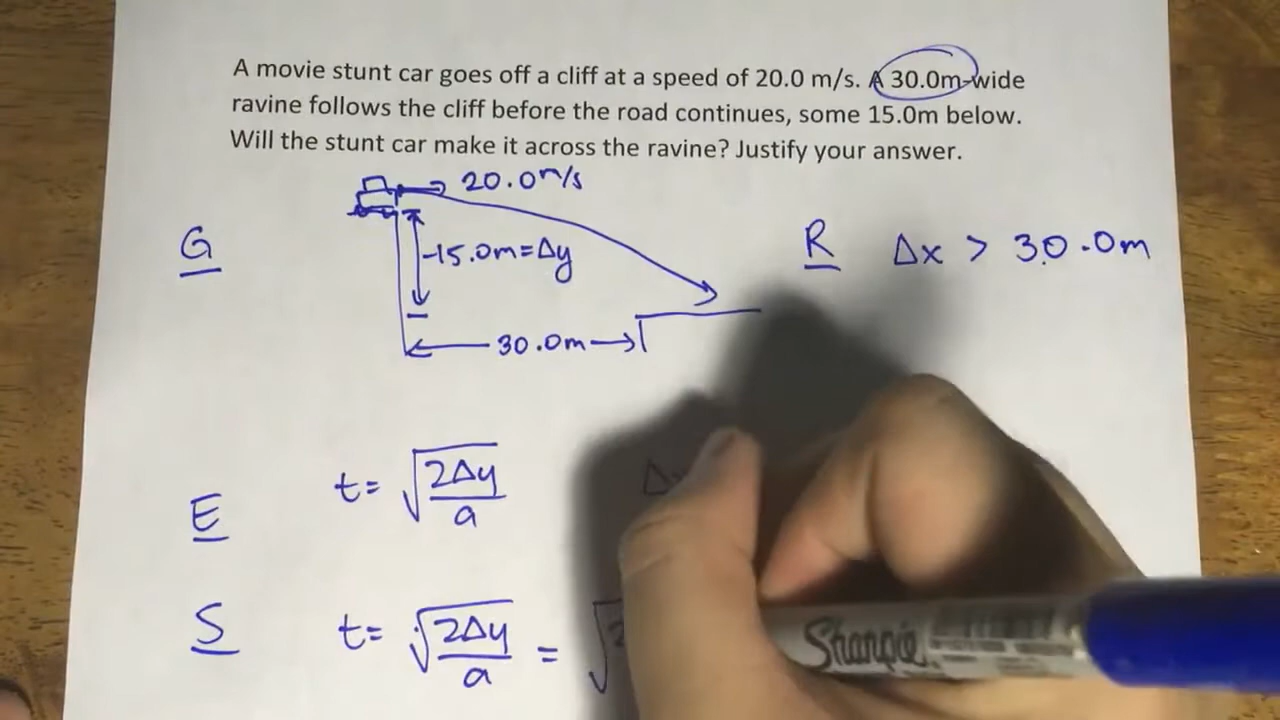 A movie stunt car goes off a cliff at a speed of 20.0 m/s. A 30.0m-wide
ravine follows the cliff before the road continues, some 15.0m below.
Will the stunt car make it across the ravine? Justify your answer.
20.0m/s
G
-15.0m=Δy
R Δx > 30.0m
30.0m
E t= √(2Δy/a)
S t= √(2Δy/a) =
Sharpie